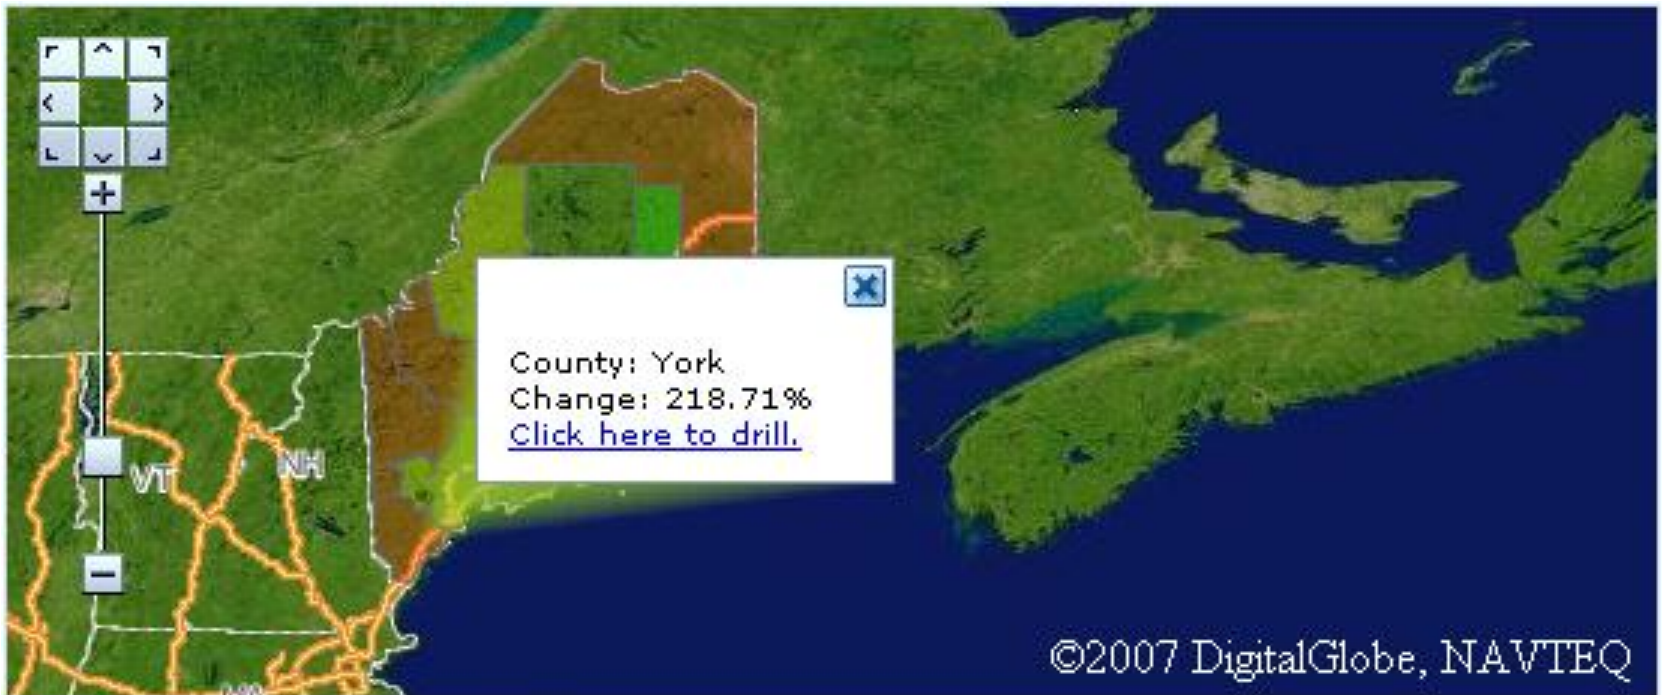 County: York
Change: 218.71%
Click here to drill.
VT
NH
©2007 DigitalGlobe, NAVTEQ